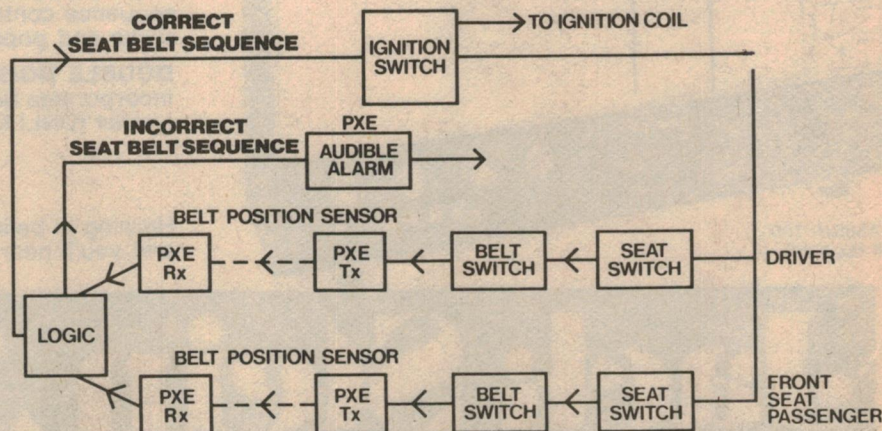 CORRECT
SEAT BELT SEQUENCE
IGNITION
SWITCH
TO IGNITION COIL
INCORRECT
SEAT BELT SEQUENCE
PXE
AUDIBLE
ALARM
BELT POSITION SENSOR
PXE
Rx
PXE
Tx
BELT
SWITCH
SEAT
SWITCH
DRIVER
LOGIC
BELT POSITION SENSOR
PXE
Rx
PXE
Tx
BELT
SWITCH
SEAT
SWITCH
FRONT
SEAT
PASSENGER